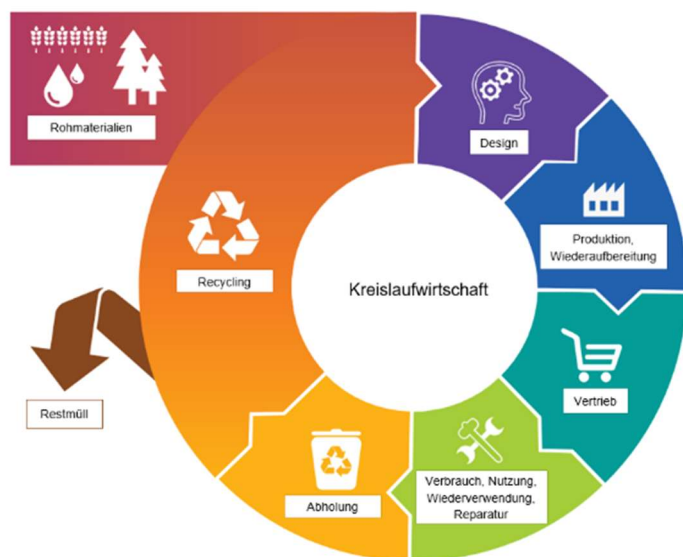 Rohmaterialien
Design
Produktion,
Wiederaufbereitung
Recycling
Kreislaufwirtschaft
Vertrieb
Restmüll
Abholung
Verbrauch, Nutzung,
Wiederverwendung,
Reparatur